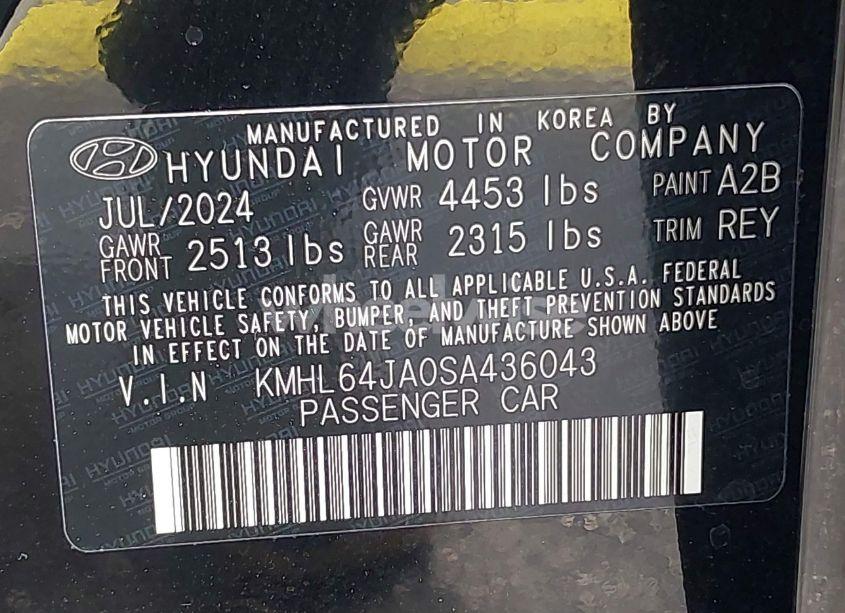 MANUFACTURED IN KOREA BY
HYUNDAI MOTOR COMPANY
JUL/2024 GVWR 4453 lbs PAINT A2B
GAWR FRONT 2513 lbs GAWR REAR 2315 lbs TRIM REY
THIS VEHICLE CONFORMS TO ALL APPLICABLE U.S.A. FEDERAL
MOTOR VEHICLE SAFETY, BUMPER, AND THEFT PREVENTION STANDARDS
IN EFFECT ON THE DATE OF MANUFACTURE SHOWN ABOVE
V.I.N KMHL64JA0SA436043
PASSENGER CAR